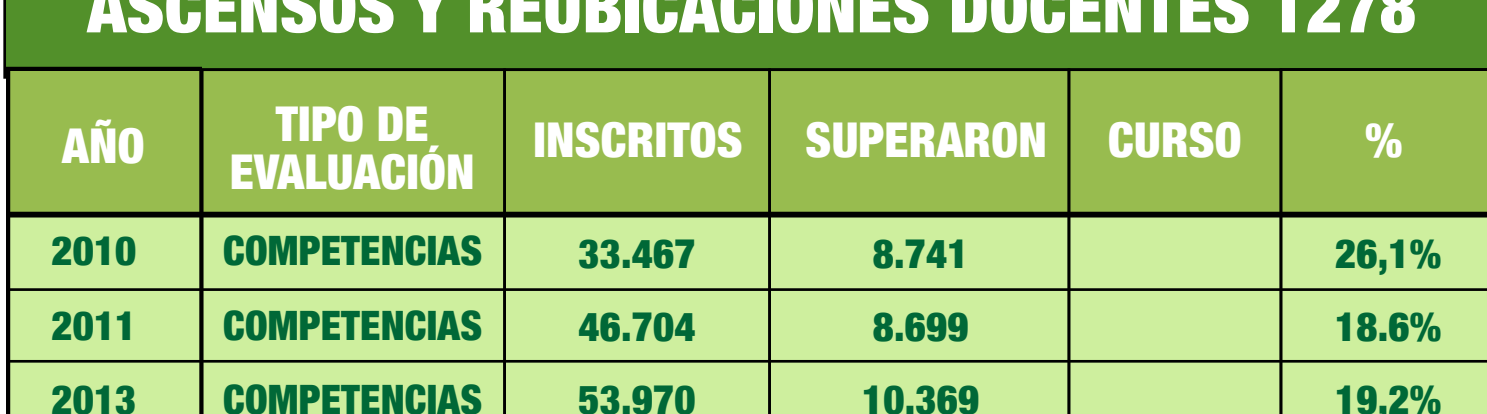 ASCENSOS Y REUBICACIONES DOCENTES 1278
AÑO TIPO DE EVALUACIÓN INSCRITOS SUPERARON CURSO %
2010 COMPETENCIAS 33.467 8.741 26,1%
2011 COMPETENCIAS 46.704 8.699 18.6%
2013 COMPETENCIAS 53.970 10.369 19.2%